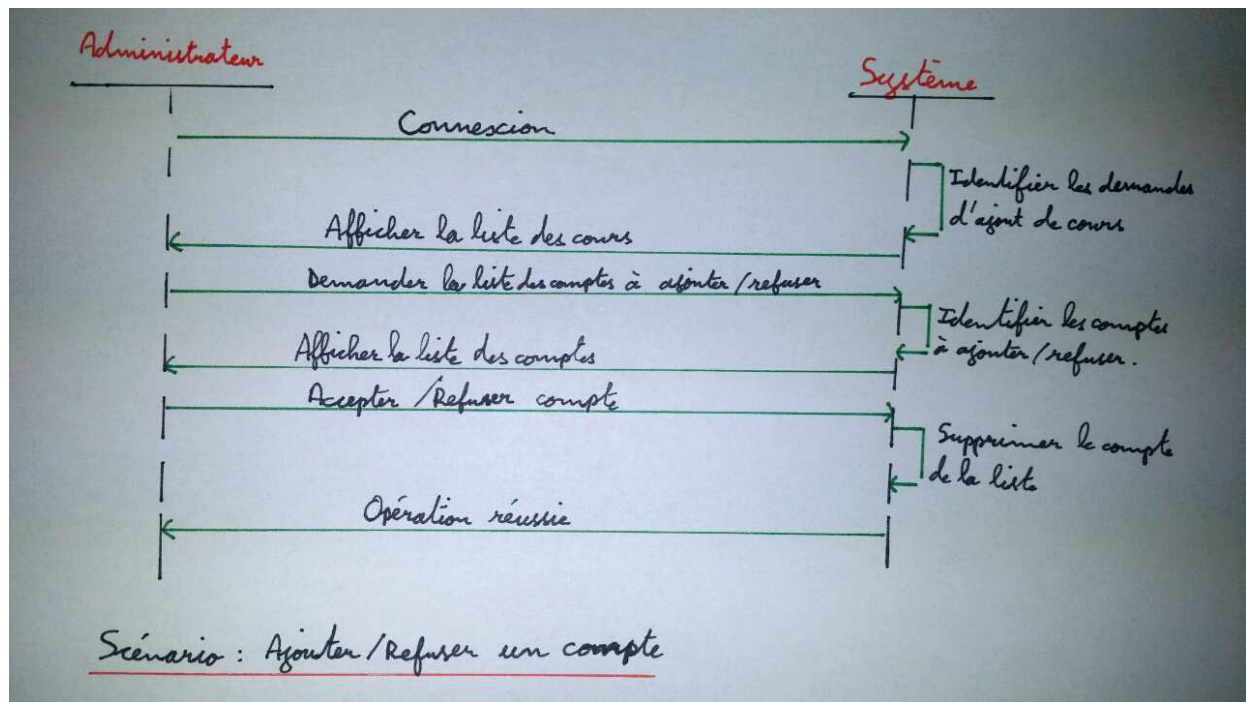 Administrateur
Système
Connexion
Identifier les demandes
d'ajout de cours
Afficher la liste des cours
Demander la liste des comptes à ajouter/refuser
Identifier les comptes
à ajouter/refuser.
Afficher la liste des comptes
Accepter/Refuser compte
Supprimer le compte
de la liste
Opération réussie
Scénario : Ajouter/Refuser un compte